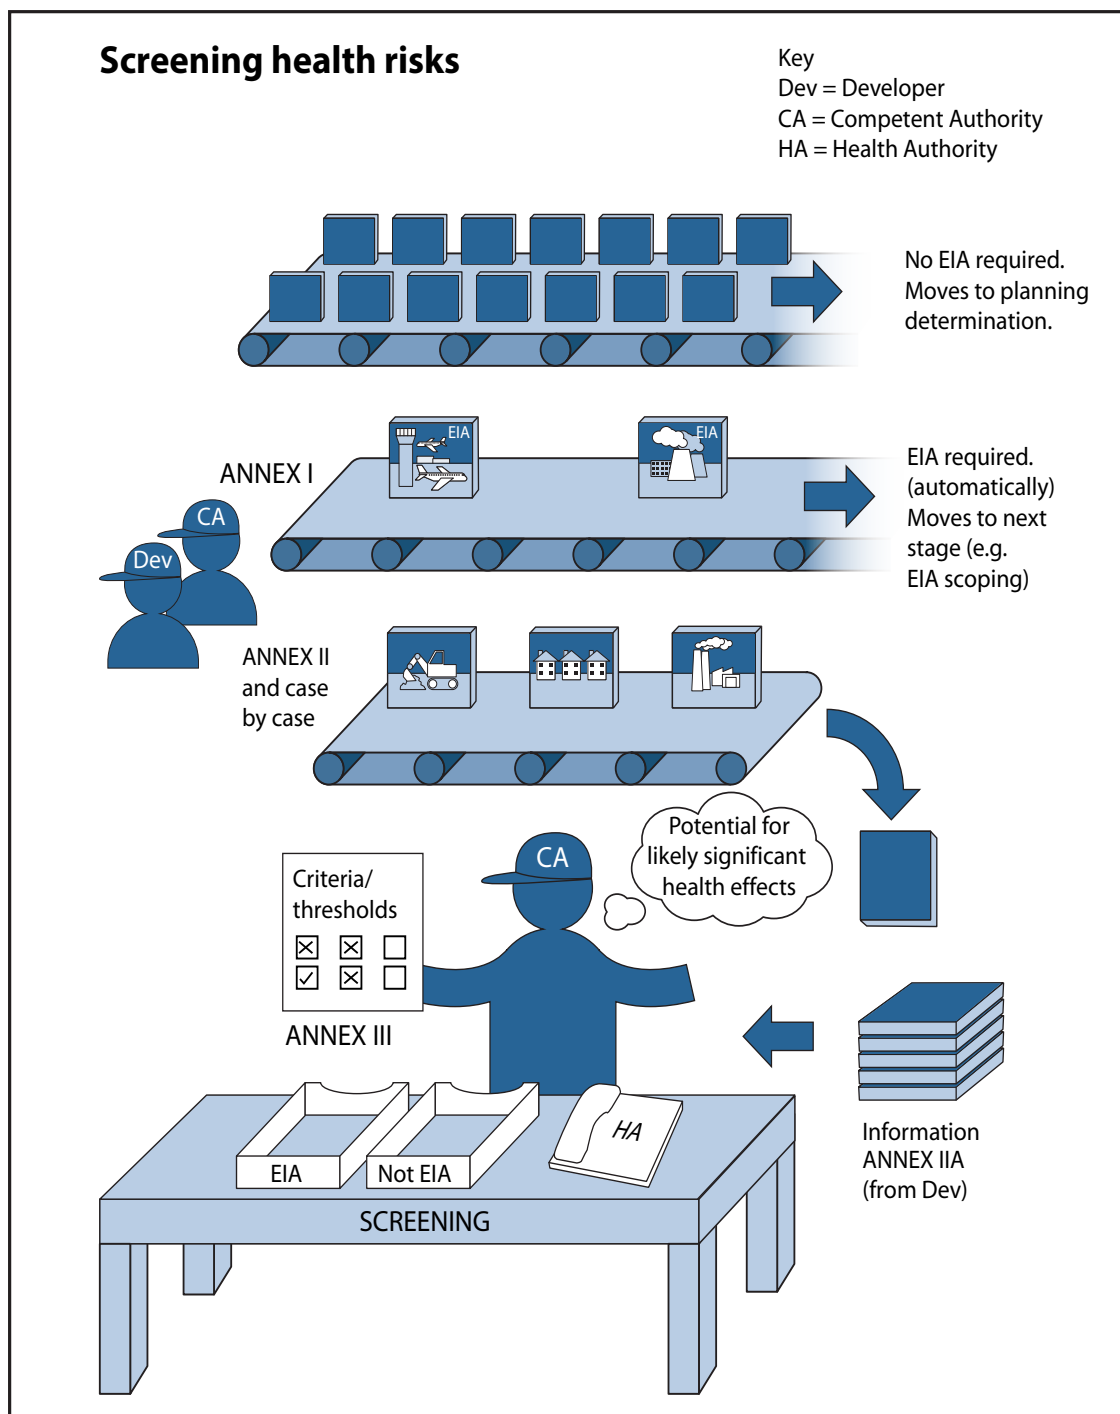 Screening health risks
Key
Dev = Developer
CA = Competent Authority
HA = Health Authority
No EIA required.
Moves to planning
determination.
EIA
EIA
ANNEX I
EIA required.
(automatically)
Moves to next
stage (e.g.
EIA scoping)
CA
Dev
ANNEX II
and case
by case
Potential for
likely significant
health effects
CA
Criteria/
thresholds
ANNEX III
Information
ANNEX IIA
(from Dev)
HA
EIA
Not EIA
SCREENING